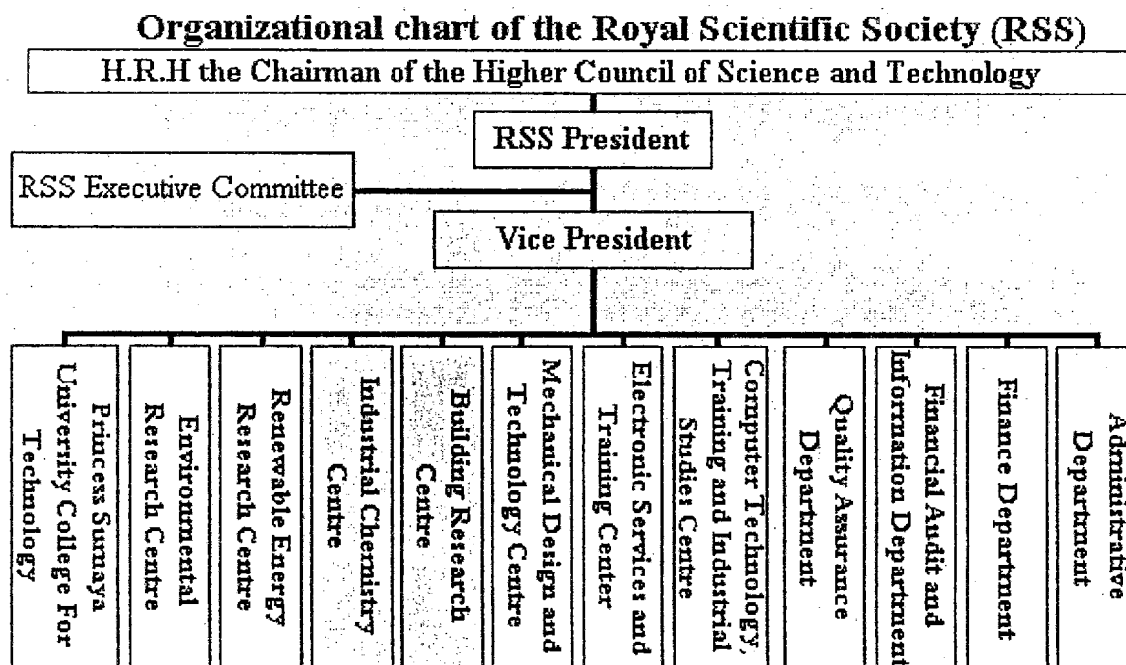 Organizational chart of the Royal Scientific Society (RSS)
H.R.H the Chairman of the Higher Council of Science and Technology
RSS President
RSS Executive Committee
Vice President
Princess Sumaya
University College For
Technology
Environmental
Research Centre
Renewable Energy
Research Centre
Industrial Chemistry
Centre
Building Research
Centre
Mechanical Design and
Technology Centre
Electronic Services and
Training Center
Computer Technology,
Training and Industrial
Studies Centre
Quality Assurance
Department
Financial Audit and
Information Department
Finance Department
Administrative
Department